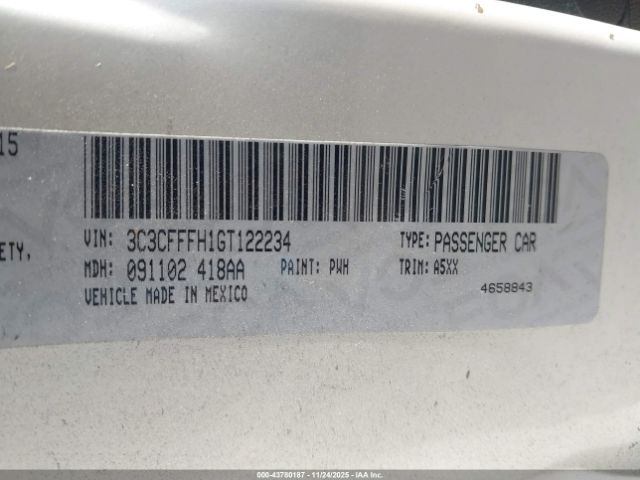 15
ETY,
VIN: 3C3CFFFH1GT122234 TYPE: PASSENGER CAR
MDH: 091102 418AA PAINT: PWH TRIM: A5XX
VEHICLE MADE IN MEXICO 4658843
000-43780187 - 11/24/2025 - IAA Inc.